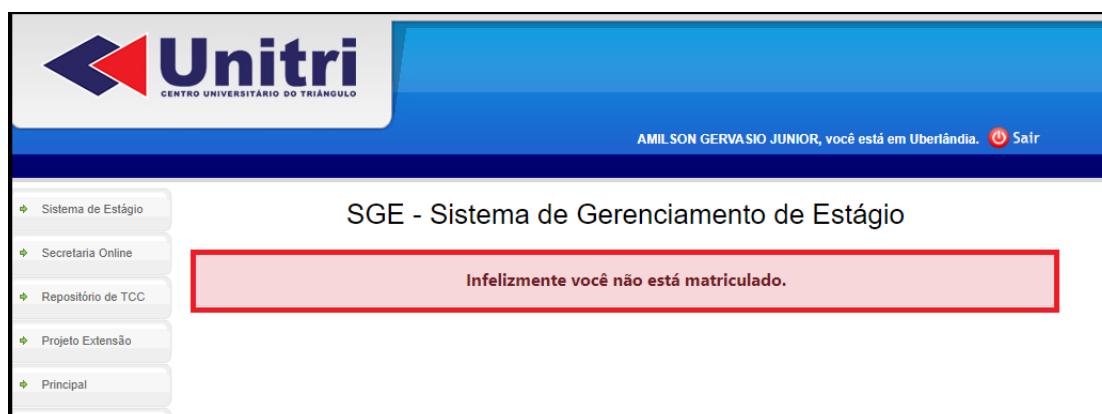 Unitri
CENTRO UNIVERSITÁRIO DO TRIÂNGULO
AMILSON GERVASIO JUNIOR, você está em Uberlândia. Sair
Sistema de Estágio
Secretaria Online
Repositório de TCC
Projeto Extensão
Principal
SGE - Sistema de Gerenciamento de Estágio
Infelizmente você não está matriculado.